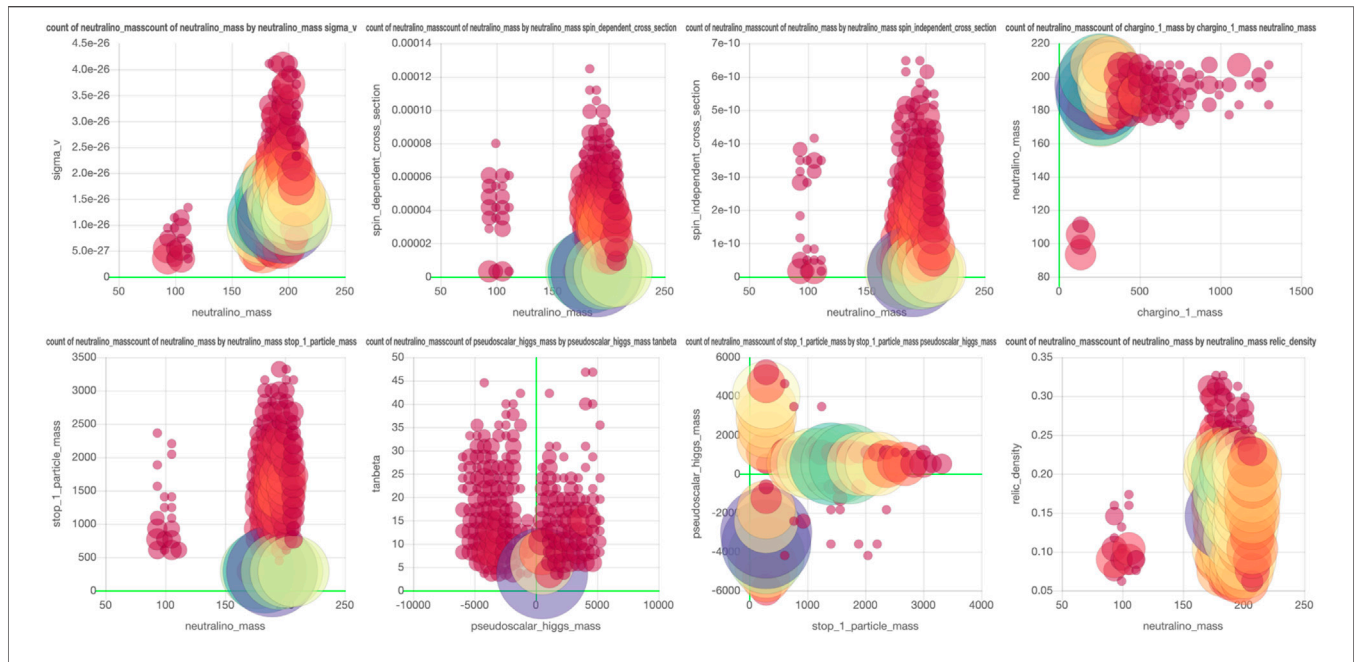 count of neutralino_masscount of neutralino_mass by neutralino_mass sigma_v
4.5e-26
4.0e-26
3.5e-26
3.0e-26
2.5e-26
2.0e-26
1.5e-26
1.0e-26
5.0e-27
0
sigma_v
50 100 150 200 250
neutralino_mass
count of neutralino_masscount of neutralino_mass by neutralino_mass spin_dependent_cross_section
0.00014
0.00012
0.00010
0.00008
0.00006
0.00004
0.00002
0
spin_dependent_cross_section
50 100 150 200 250
neutralino_mass
count of neutralino_masscount of neutralino_mass by neutralino_mass spin_independent_cross_section
7e-10
6e-10
5e-10
4e-10
3e-10
2e-10
1e-10
0
spin_independent_cross_section
50 100 150 200 250
neutralino_mass
count of neutralino_masscount of chargino_1_mass by chargino_1_mass neutralino_mass
220
200
180
160
140
120
100
80
neutralino_mass
0 500 1000 1500
chargino_1_mass
count of neutralino_masscount of neutralino_mass by neutralino_mass stop_1_particle_mass
3500
3000
2500
2000
1500
1000
500
0
stop_1_particle_mass
50 100 150 200 250
neutralino_mass
count of neutralino_masscount of pseudoscalar_higgs_mass by pseudoscalar_higgs_mass tanbeta
50
45
40
35
30
25
20
15
10
5
0
tanbeta
-10000 -5000 0 5000 10000
pseudoscalar_higgs_mass
count of neutralino_masscount of stop_1_particle_mass by stop_1_particle_mass pseudoscalar_higgs_mass
6000
4000
2000
0
-2000
-4000
-6000
pseudoscalar_higgs_mass
0 1000 2000 3000 4000
stop_1_particle_mass
count of neutralino_masscount of neutralino_mass by neutralino_mass relic_density
0.35
0.30
0.25
0.20
0.15
0.10
0.05
relic_density
50 100 150 200 250
neutralino_mass